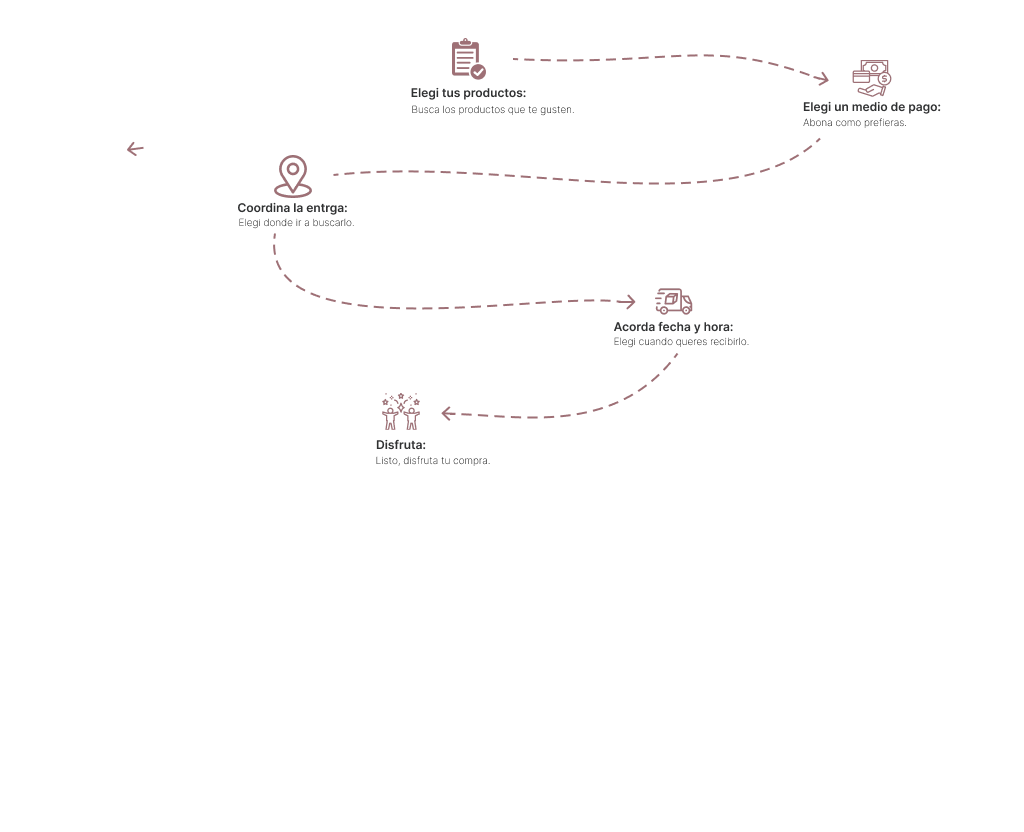 Elegi tus productos:
Busca los productos que te gusten.
Elegi un medio de pago:
Abona como prefieras.
Coordina la entrga:
Elegi donde ir a buscarlo.
Acorda fecha y hora:
Elegi cuando queres recibirlo.
Disfruta:
Listo, disfruta tu compra.